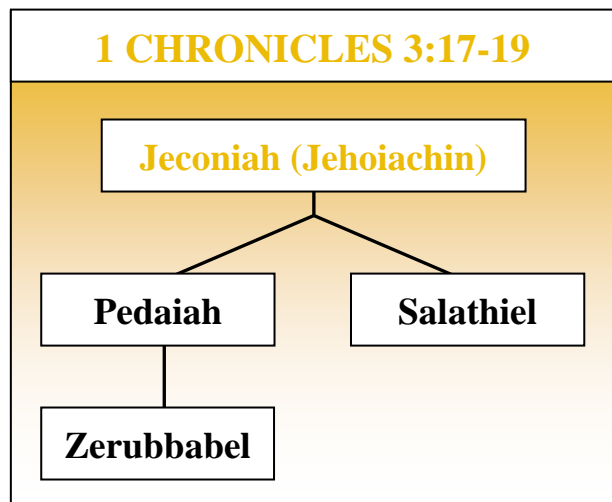 1 CHRONICLES 3:17-19
Jeconiah (Jehoiachin)
Pedaiah
Salathiel
Zerubbabel